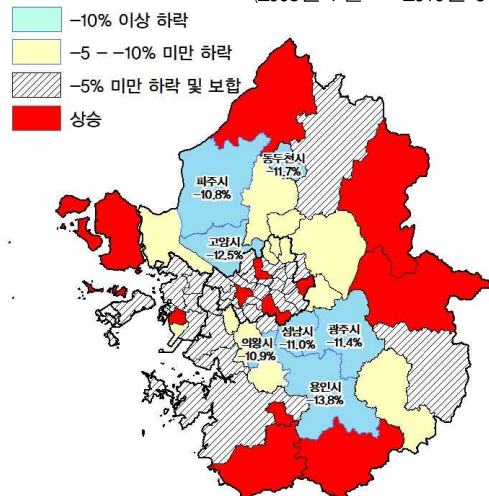 -10% 이상 하락
-5 - -10% 미만 하락
-5% 미만 하락 및 보합
상승
동두천시
-11.7%
파주시
-10.8%
고양시
-12.5%
성남시
-11.0%
광주시
-11.4%
의왕시
-10.9%
용인시
-13.8%